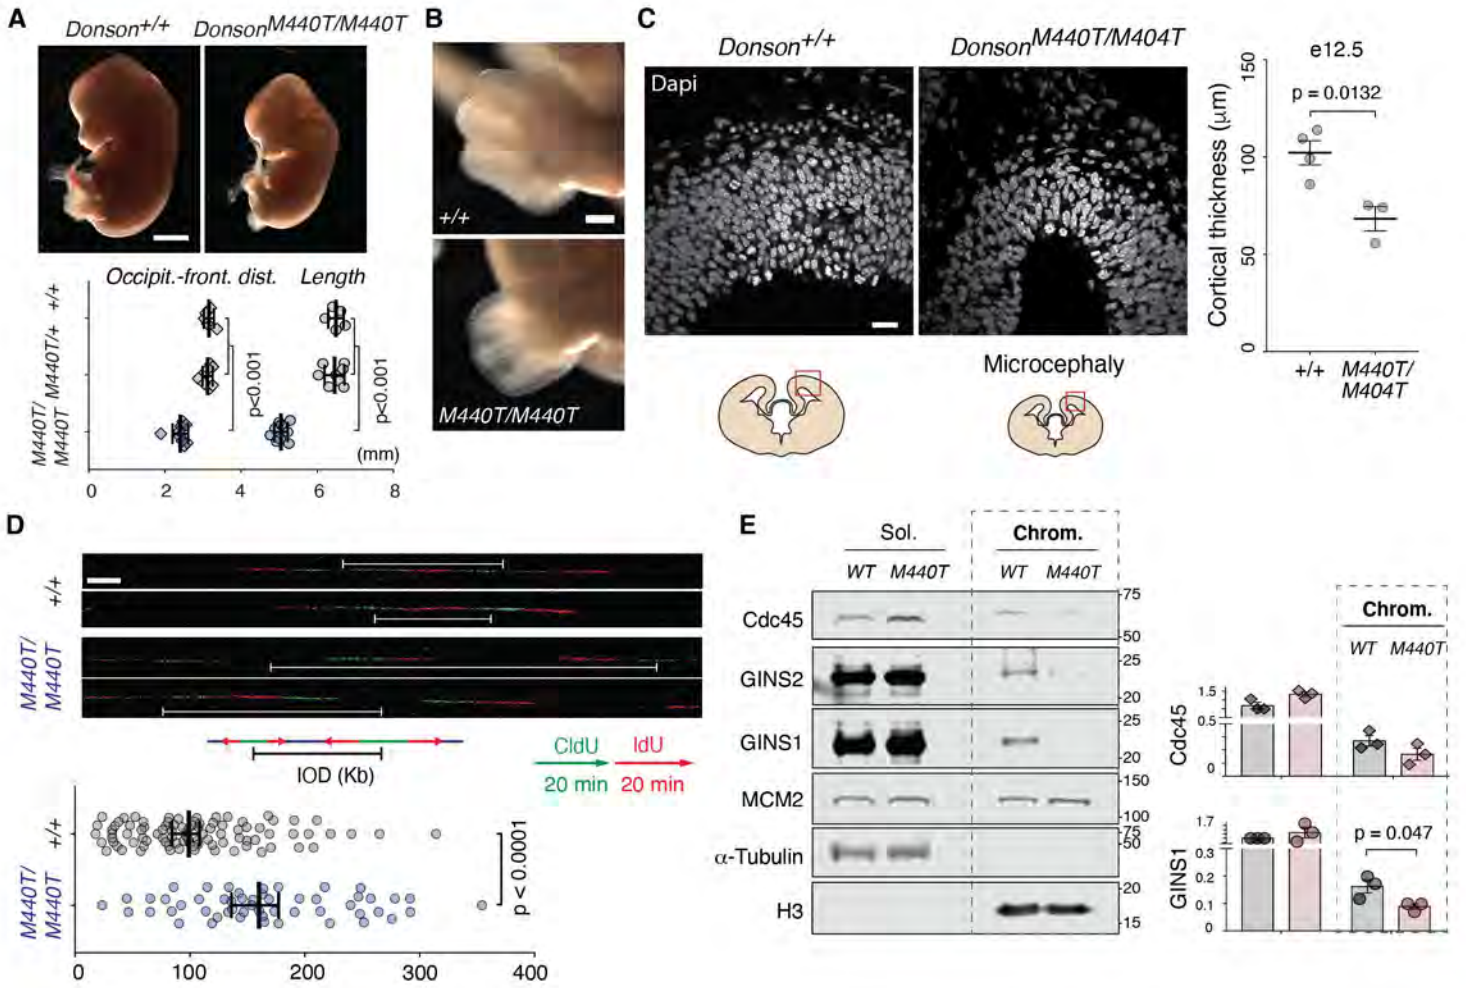 A
Donson+/+
DonsonM440T/M440T
Occipit.-front. dist.
Length
+/+
M440T/+
M440T/
M440T
p<0.001
p<0.001
(mm)
0 2 4 6 8
B
+/+
M440T/M440T
C
Donson+/+
DonsonM440T/M404T
Dapi
Microcephaly
e12.5
p = 0.0132
Cortical thickness (μm)
150
100
50
0
+/+
M440T/
M404T
D
+/+
M440T/
M440T
IOD (Kb)
CldU
IdU
20 min
20 min
+/+
M440T/
M440T
p < 0.0001
0 100 200 300 400
E
Sol.
Chrom.
WT M440T
WT M440T
Cdc45
75
50
GINS2
25
20
GINS1
25
20
MCM2
150
100
α-Tubulin
75
50
H3
20
15
Chrom.
WT M440T
Cdc45
1.5
0.5
0
GINS1
1.7
0.3
0.2
0.1
0
p = 0.047